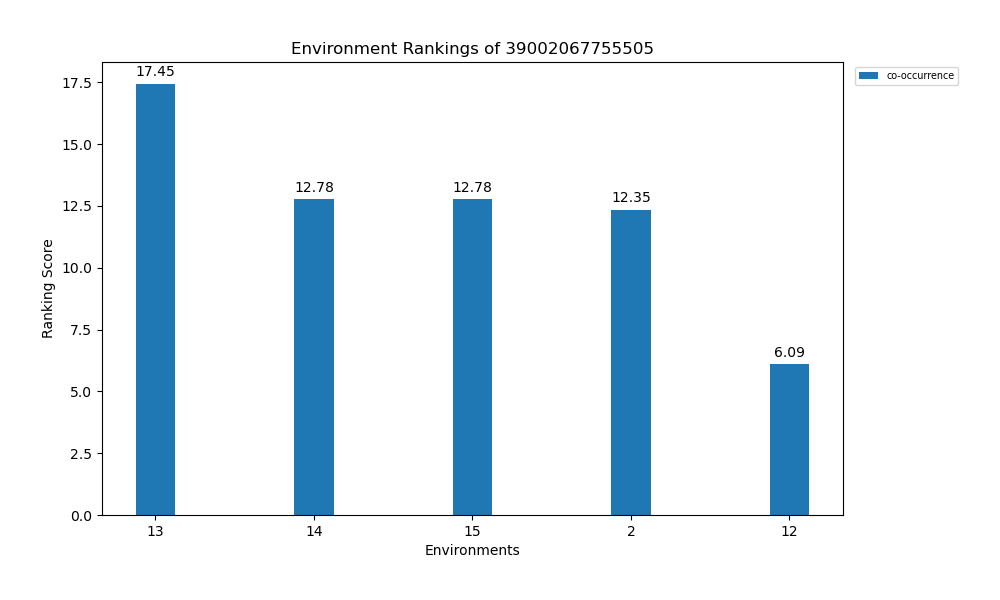 Environment Rankings of 39002067755505
co-occurrence
Ranking Score
17.5
15.0
12.5
10.0
7.5
5.0
2.5
0.0
17.45
12.78
12.78
12.35
6.09
13 14 15 2 12
Environments